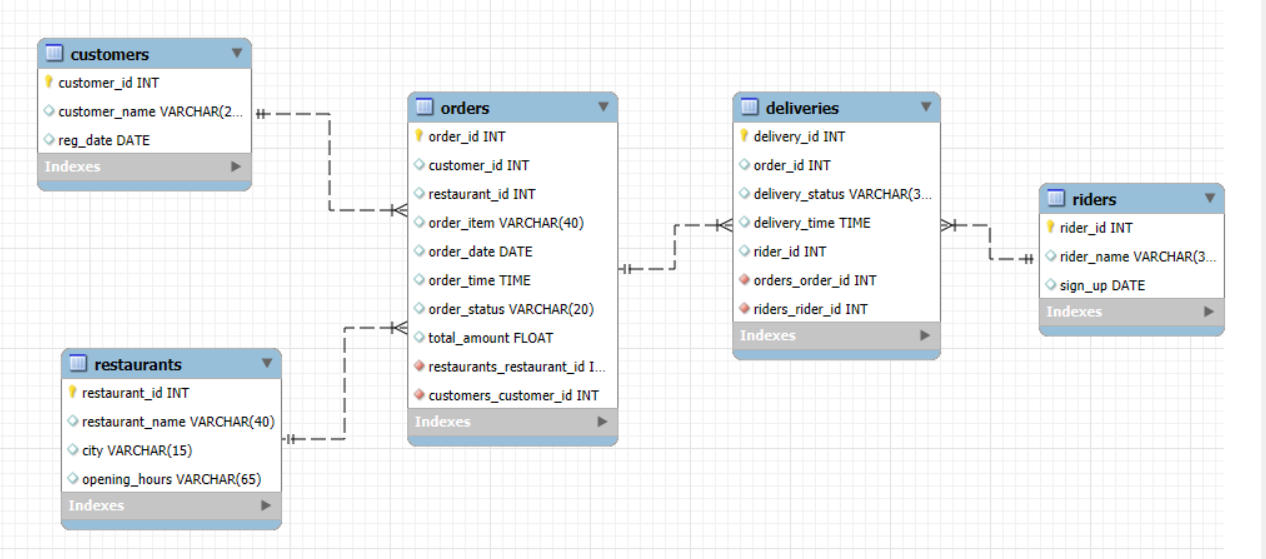 customers
customer_id INT
customer_name VARCHAR(2...
reg_date DATE
Indexes
orders
order_id INT
customer_id INT
restaurant_id INT
order_item VARCHAR(40)
order_date DATE
order_time TIME
order_status VARCHAR(20)
total_amount FLOAT
restaurants_restaurant_id I...
customers_customer_id INT
Indexes
restaurants
restaurant_id INT
restaurant_name VARCHAR(40)
city VARCHAR(15)
opening_hours VARCHAR(65)
Indexes
deliveries
delivery_id INT
order_id INT
delivery_status VARCHAR(3...
delivery_time TIME
rider_id INT
orders_order_id INT
riders_rider_id INT
Indexes
riders
rider_id INT
rider_name VARCHAR(3...
sign_up DATE
Indexes